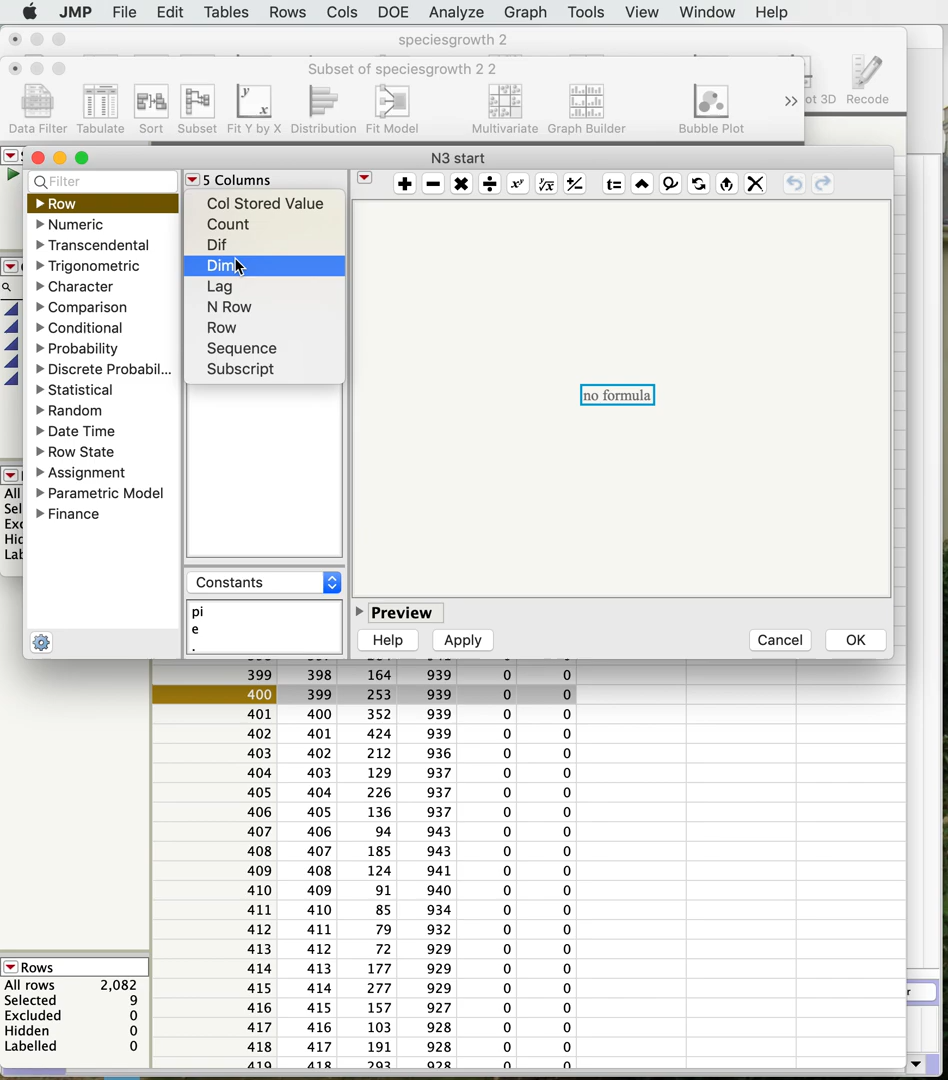 JMP File Edit Tables Rows Cols DOE Analyze Graph Tools View Window Help
speciesgrowth 2
Subset of speciesgrowth 2 2
Data Filter Tabulate Sort Subset Fit Y by X Distribution Fit Model Multivariate Graph Builder Bubble Plot ot 3D Recode
N3 start
Filter
5 Columns
Row
Numeric
Transcendental
Trigonometric
Character
Comparison
Conditional
Probability
Discrete Probabil...
Statistical
Random
Date Time
Row State
Assignment
Parametric Model
Finance
Col Stored Value
Count
Dif
Dim
Lag
N Row
Row
Sequence
Subscript
t=
no formula
Constants
pi
e
Preview
Help Apply Cancel OK
All
Sel
Exc
Hid
Lab
399 398 164 939 0 0
400 399 253 939 0 0
401 400 352 939 0 0
402 401 424 939 0 0
403 402 212 936 0 0
404 403 129 937 0 0
405 404 226 937 0 0
406 405 136 937 0 0
407 406 94 943 0 0
408 407 185 943 0 0
409 408 124 941 0 0
410 409 91 940 0 0
411 410 85 934 0 0
412 411 79 932 0 0
413 412 72 929 0 0
414 413 177 929 0 0
415 414 277 929 0 0
416 415 157 927 0 0
417 416 103 928 0 0
418 417 191 928 0 0
419 418 293 928 0 0
Rows
All rows 2,082
Selected 9
Excluded 0
Hidden 0
Labelled 0